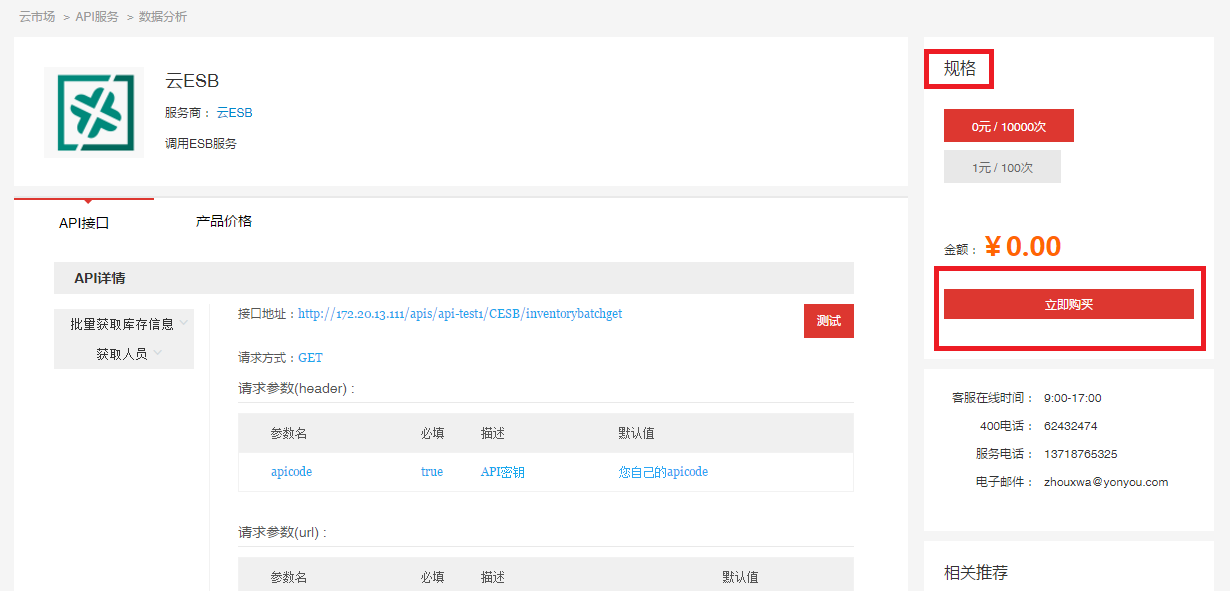 云市场 > API服务 > 数据分析
云ESB
服务商： 云ESB
调用ESB服务
API接口 产品价格
API详情
批量获取库存信息
获取人员
接口地址：http://172.20.13.111/apis/api-test1/CESB/inventorybatchget
测试
请求方式：GET
请求参数(header)：
参数名 必填 描述 默认值
apicode true API密钥 您自己的apicode
请求参数(url)：
参数名 必填 描述 默认值
规格
0元 / 10000次
1元 / 100次
金额： ¥0.00
立即购买
客服在线时间： 9:00-17:00
400电话： 62432474
服务电话： 13718765325
电子邮件： zhouxwa@yonyou.com
相关推荐